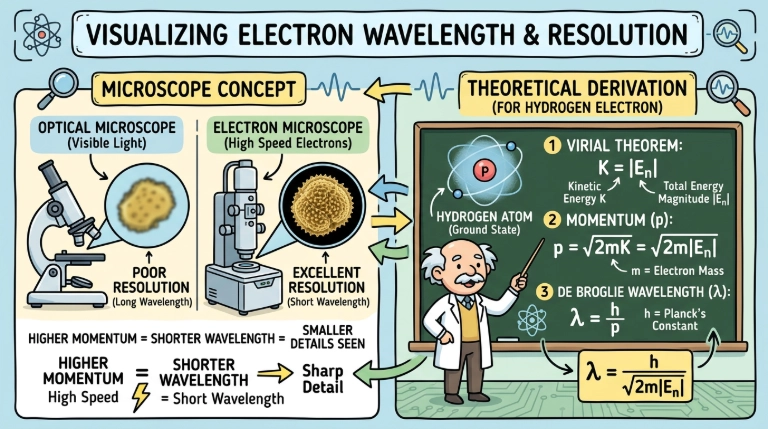 VISUALIZING ELECTRON WAVELENGTH & RESOLUTION
MICROSCOPE CONCEPT
OPTICAL MICROSCOPE
(Visible Light)
ELECTRON MICROSCOPE
(High Speed Electrons)
POOR
RESOLUTION
(Long Wavelength)
EXCELLENT
RESOLUTION
(Short Wavelength)
HIGHER MOMENTUM = SHORTER WAVELENGTH = SMALLER DETAILS SEEN
HIGHER
MOMENTUM
High Speed
= SHORTER
WAVELENGTH
= Short Wavelength
Sharp
Detail
THEORETICAL DERIVATION
(FOR HYDROGEN ELECTRON)
P
HYDROGEN ATOM
(Ground State)
1 VIRIAL THEOREM:
K = |Eₙ|
Kinetic
Energy K
Total Energy
Magnitude |Eₙ|
2 MOMENTUM (p):
p = √2mK = √2m|Eₙ|
m = Electron Mass
3 DE BROGLIE WAVELENGTH (λ):
λ = h/p
h = Planck's
Constant
λ = h/√2m|Eₙ|